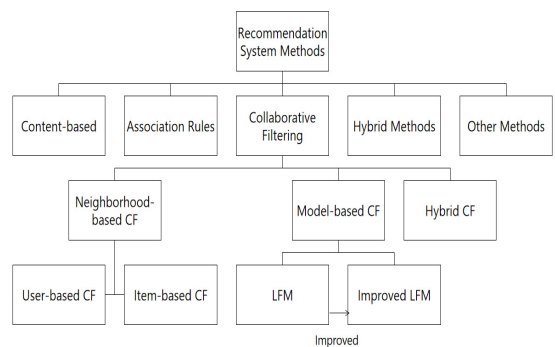 Recommendation
System Methods
Content-based
Association Rules
Collaborative
Filtering
Hybrid Methods
Other Methods
Neighborhood-
based CF
Model-based CF
Hybrid CF
User-based CF
Item-based CF
LFM
Improved LFM
Improved